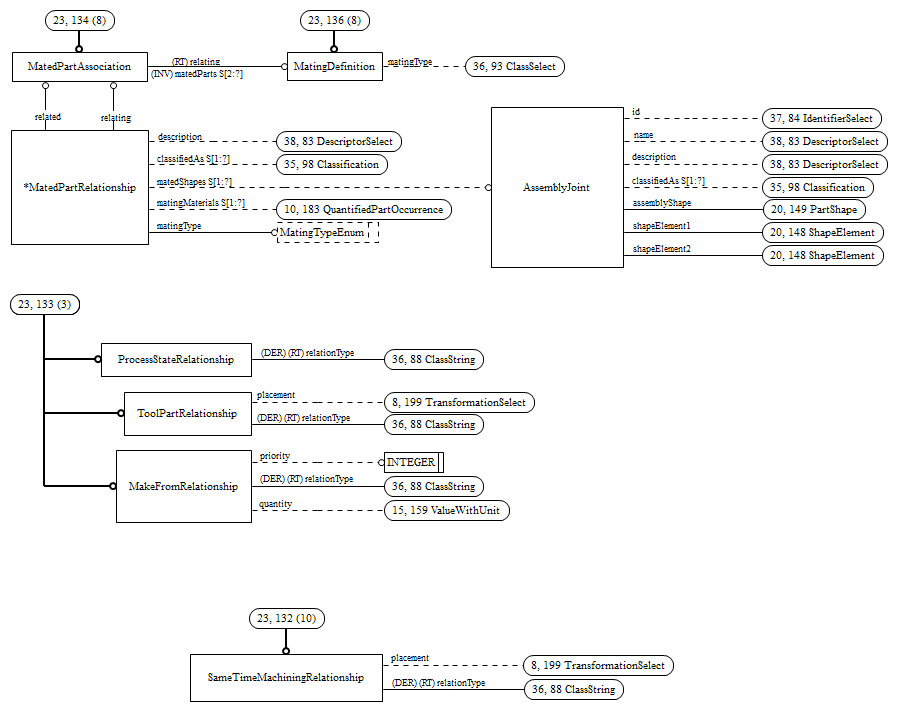 23, 134 (8)
23, 136 (8)
MatedPartAssociation
(RT) relating
(INV) matedParts S[2:?]
MatingDefinition
matingType
36, 93 ClassSelect
related
relating
*MatedPartRelationship
description
38, 83 DescriptorSelect
classifiedAs S[1:?]
35, 98 Classification
matedShapes S[1:?]
matingMaterials S[1:?]
10, 183 QuantifiedPartOccurrence
matingType
MatingTypeEnum
AssemblyJoint
id
37, 84 IdentifierSelect
name
38, 83 DescriptorSelect
description
38, 83 DescriptorSelect
classifiedAs S[1:?]
35, 98 Classification
assemblyShape
20, 149 PartShape
shapeElement1
20, 148 ShapeElement
shapeElement2
20, 148 ShapeElement
23, 133 (3)
ProcessStateRelationship
(DER) (RT) relationType
36, 88 ClassString
ToolPartRelationship
placement
8, 199 TransformationSelect
(DER) (RT) relationType
36, 88 ClassString
MakeFromRelationship
priority
INTEGER
(DER) (RT) relationType
36, 88 ClassString
quantity
15, 159 ValueWithUnit
23, 132 (10)
SameTimeMachiningRelationship
placement
8, 199 TransformationSelect
(DER) (RT) relationType
36, 88 ClassString